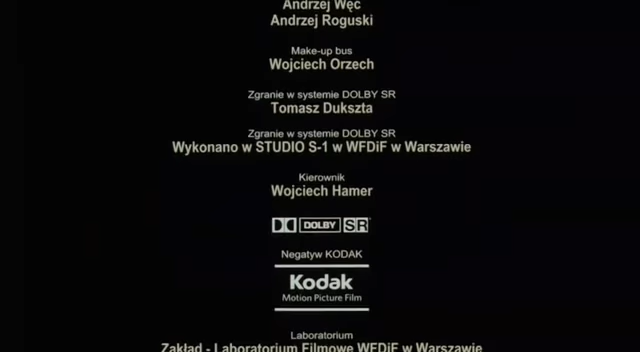 Andrzej Węc
Andrzej Roguski
Make-up bus
Wojciech Orzech
Zgranie w systemie DOLBY SR
Tomasz Dukszta
Zgranie w systemie DOLBY SR
Wykonano w STUDIO S-1 w WFDiF w Warszawie
Kierownik
Wojciech Hamer
DOLBY SR
Negatyw KODAK
Kodak
Motion Picture Film
Laboratorium
Zakład - Laboratorium Filmowe WFDiF w Warszawie